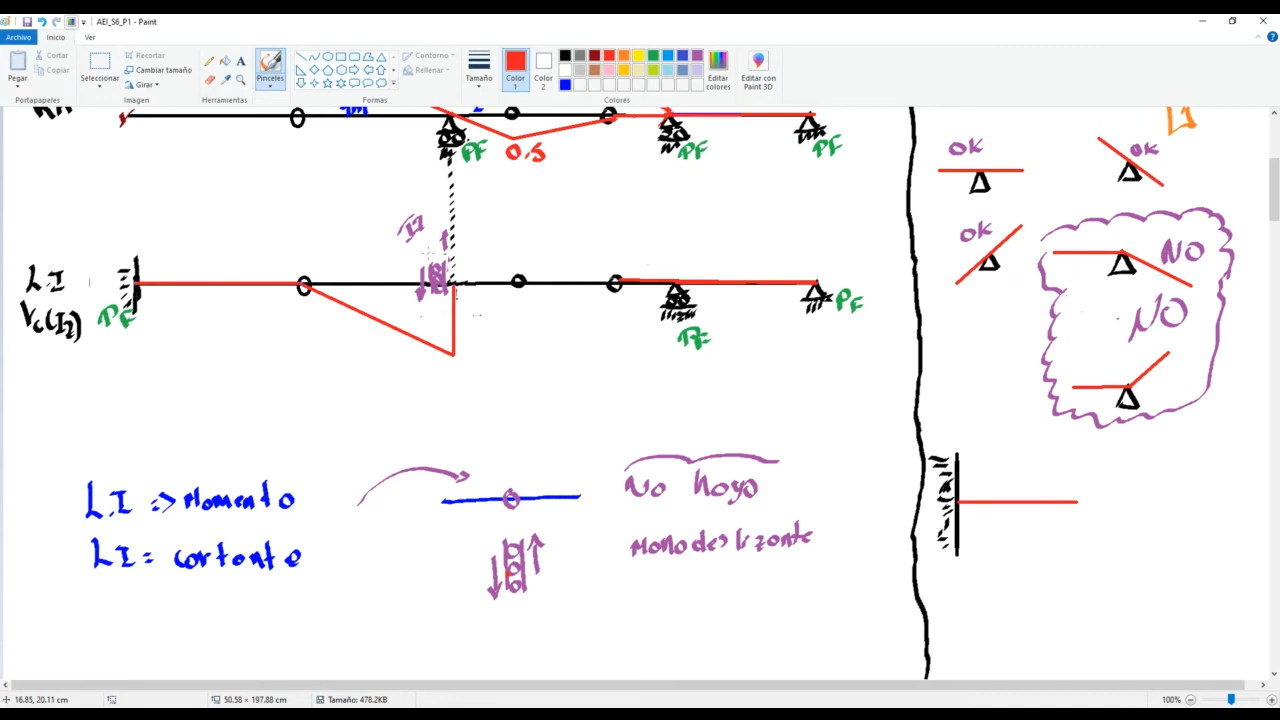 AEI_S6_P1 - Paint
Archivo Inicio Ver
Pegar
Cortar
Copiar
Portapapeles
Seleccionar
Recortar
Cambiar tamaño
Girar
Imagen
Herramientas
Pinceles
Contorno
Rellenar
Formas
Tamaño
Color 1
Color 2
Editar colores
Editar con Paint 3D
Colores
PF
0.5
PF
PF
OK
OK
OK
NO
NO
L.I
Vc(I2)
PF
PF
PF
L.I => Momento
LI = cortante
No haya
16.85, 20.11 cm
50.58 × 197.88 cm
Tamaño: 478.2KB
100%